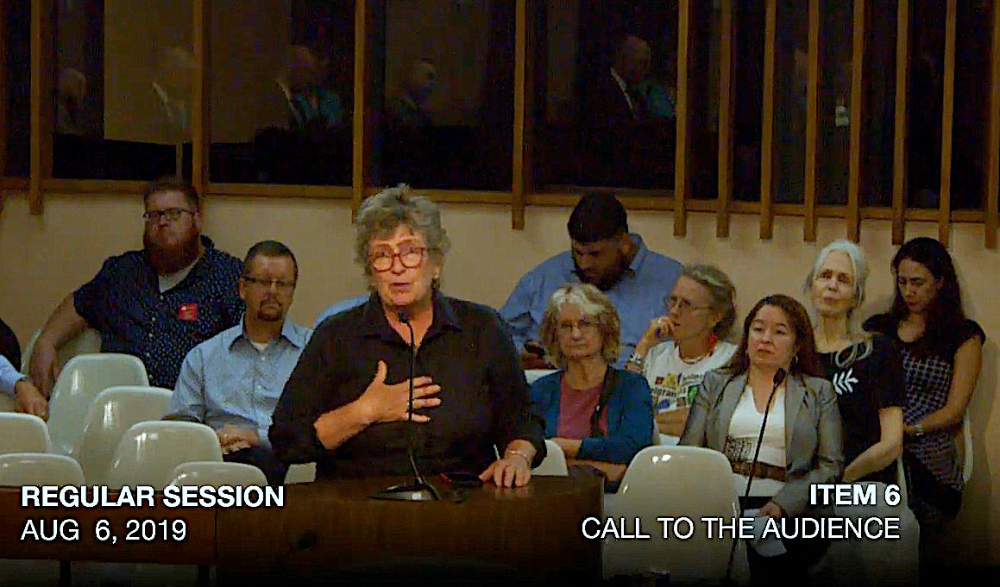 REGULAR SESSION
AUG 6, 2019
ITEM 6
CALL TO THE AUDIENCE